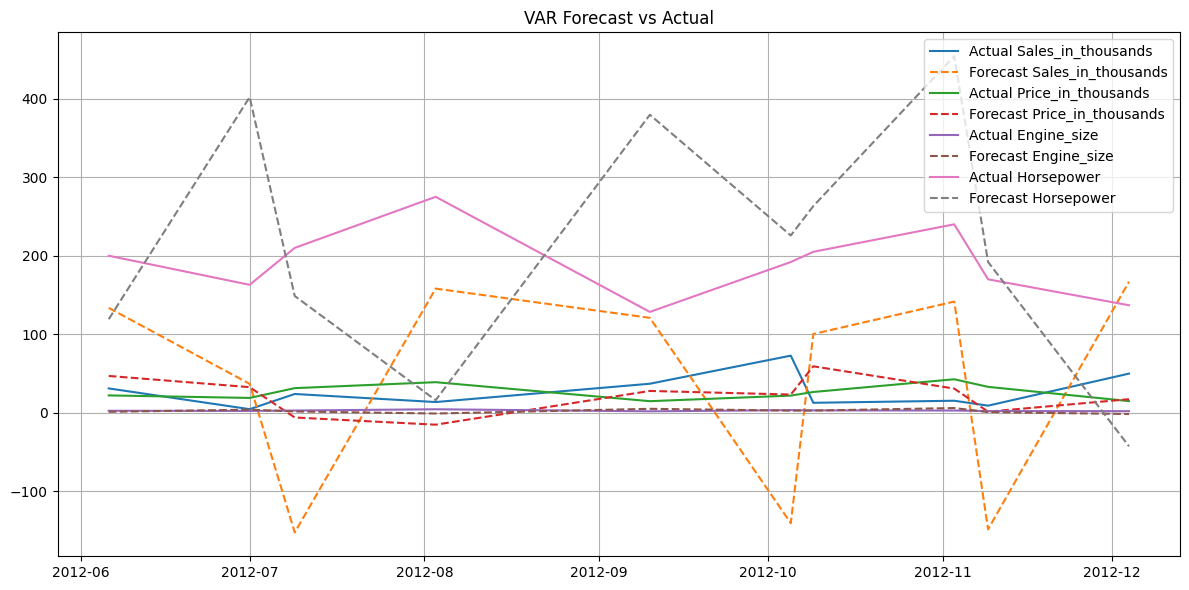 VAR Forecast vs Actual
Actual Sales_in_thousands
Forecast Sales_in_thousands
Actual Price_in_thousands
Forecast Price_in_thousands
Actual Engine_size
Forecast Engine_size
Actual Horsepower
Forecast Horsepower
400
300
200
100
0
−100
2012-06
2012-07
2012-08
2012-09
2012-10
2012-11
2012-12